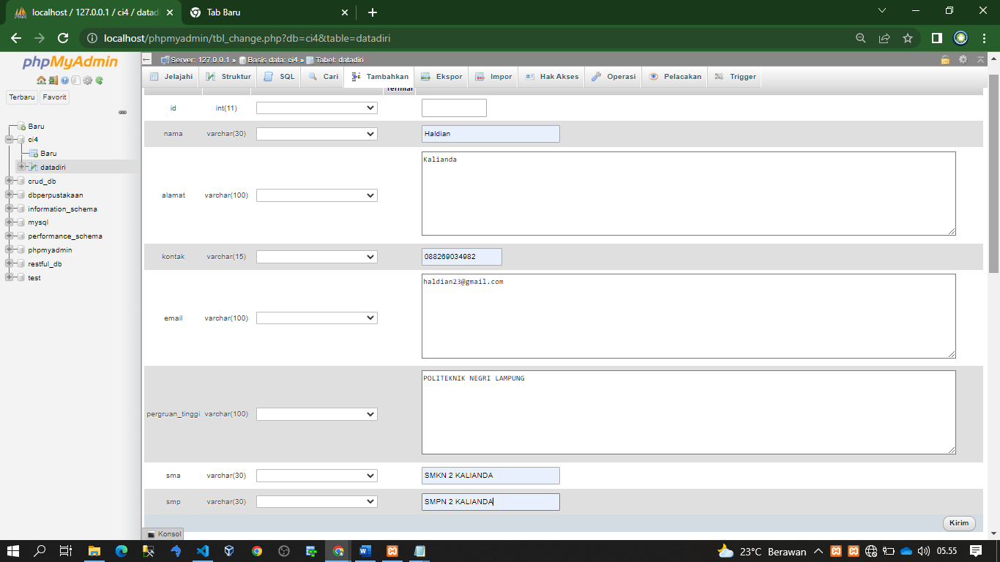 localhost / 127.0.0.1 / ci4 / datad
Tab Baru
localhost/phpmyadmin/tbl_change.php?db=ci4&table=datadiri
phpMyAdmin
Terbaru Favorit
Baru
ci4
Baru
datadiri
crud_db
dbperpustakaan
information_schema
mysql
performance_schema
phpmyadmin
restful_db
test
Server: 127.0.0.1 » Basis data: ci4 » Tabel: datadiri
Jelajahi Struktur SQL Cari Tambahkan Ekspor Impor Hak Akses Operasi Pelacakan Trigger
id int(11)
nama varchar(30) Haldian
alamat varchar(100) Kalianda
kontak varchar(15) 088269034982
email varchar(100) haldian23@gmail.com
pergruan_tinggi varchar(100) POLITEKNIK NEGRI LAMPUNG
sma varchar(30) SMKN 2 KALIANDA
smp varchar(30) SMPN 2 KALIANDA
Kirim
Konsol
23°C Berawan 05.55